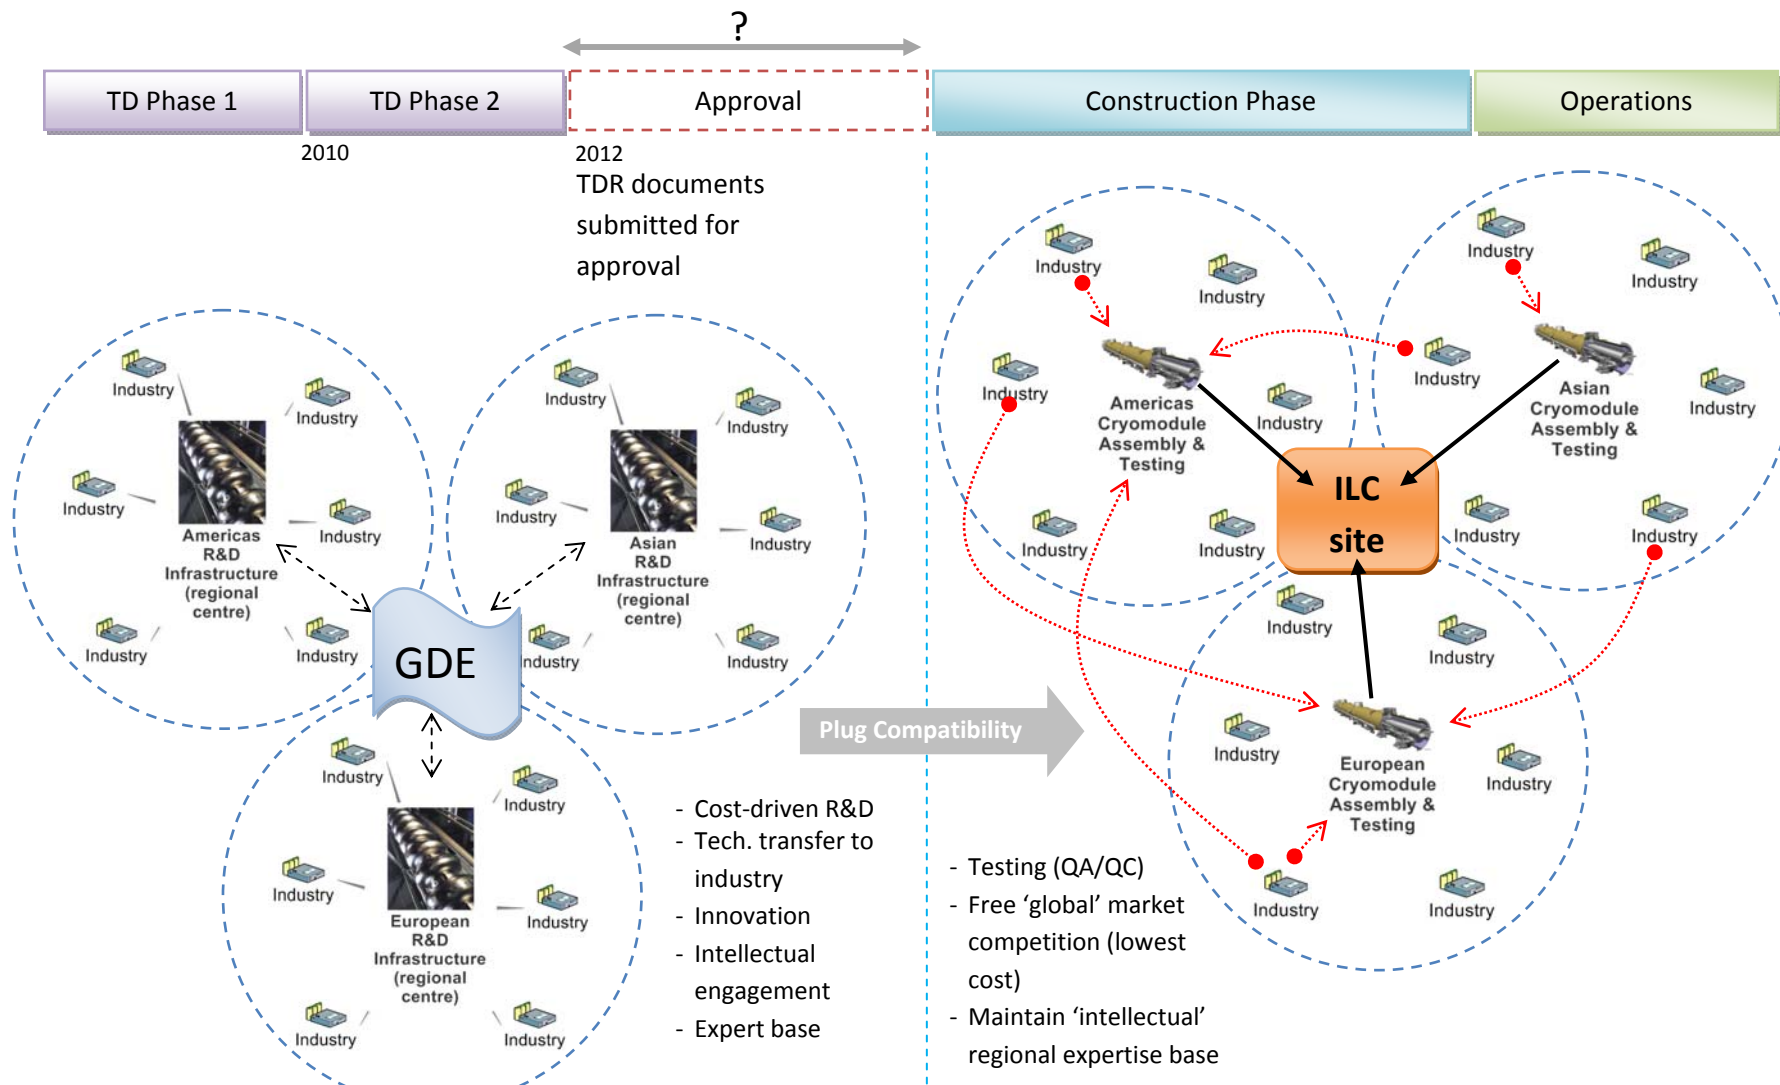 ?
TD Phase 1
TD Phase 2
Approval
Construction Phase
Operations
2010
2012
TDR documents
submitted for
approval
Industry
Industry
Industry
Industry
Industry
Industry
Americas
R&D
Infrastructure
(regional
centre)
Industry
Industry
Industry
Industry
Industry
Industry
Asian
R&D
Infrastructure
(regional
centre)
GDE
Industry
Industry
Industry
Industry
Industry
Industry
European
R&D
Infrastructure
(regional
centre)
- Cost-driven R&D
- Tech. transfer to
industry
- Innovation
- Intellectual
engagement
- Expert base
Plug Compatibility
Industry
Industry
Industry
Industry
Industry
Industry
Americas
Cryomodule
Assembly &
Testing
Industry
Industry
Industry
Industry
Industry
Industry
Asian
Cryomodule
Assembly &
Testing
ILC
site
Industry
Industry
Industry
Industry
Industry
Industry
European
Cryomodule
Assembly &
Testing
- Testing (QA/QC)
- Free ‘global’ market
competition (lowest
cost)
- Maintain ‘intellectual’
regional expertise base